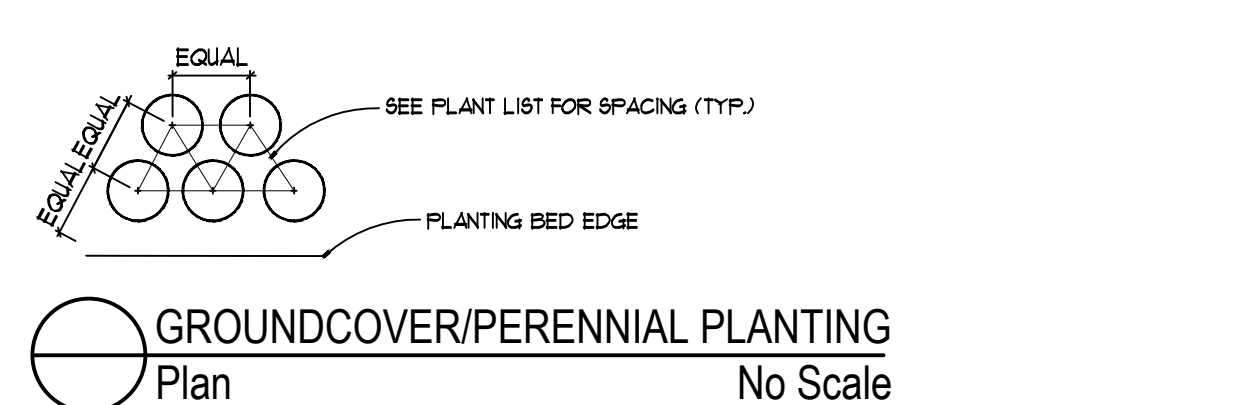 EQUAL
EQUAL
EQUAL
SEE PLANT LIST FOR SPACING (TYP.)
PLANTING BED EDGE
GROUNDCOVER/PERENNIAL PLANTING
Plan No Scale